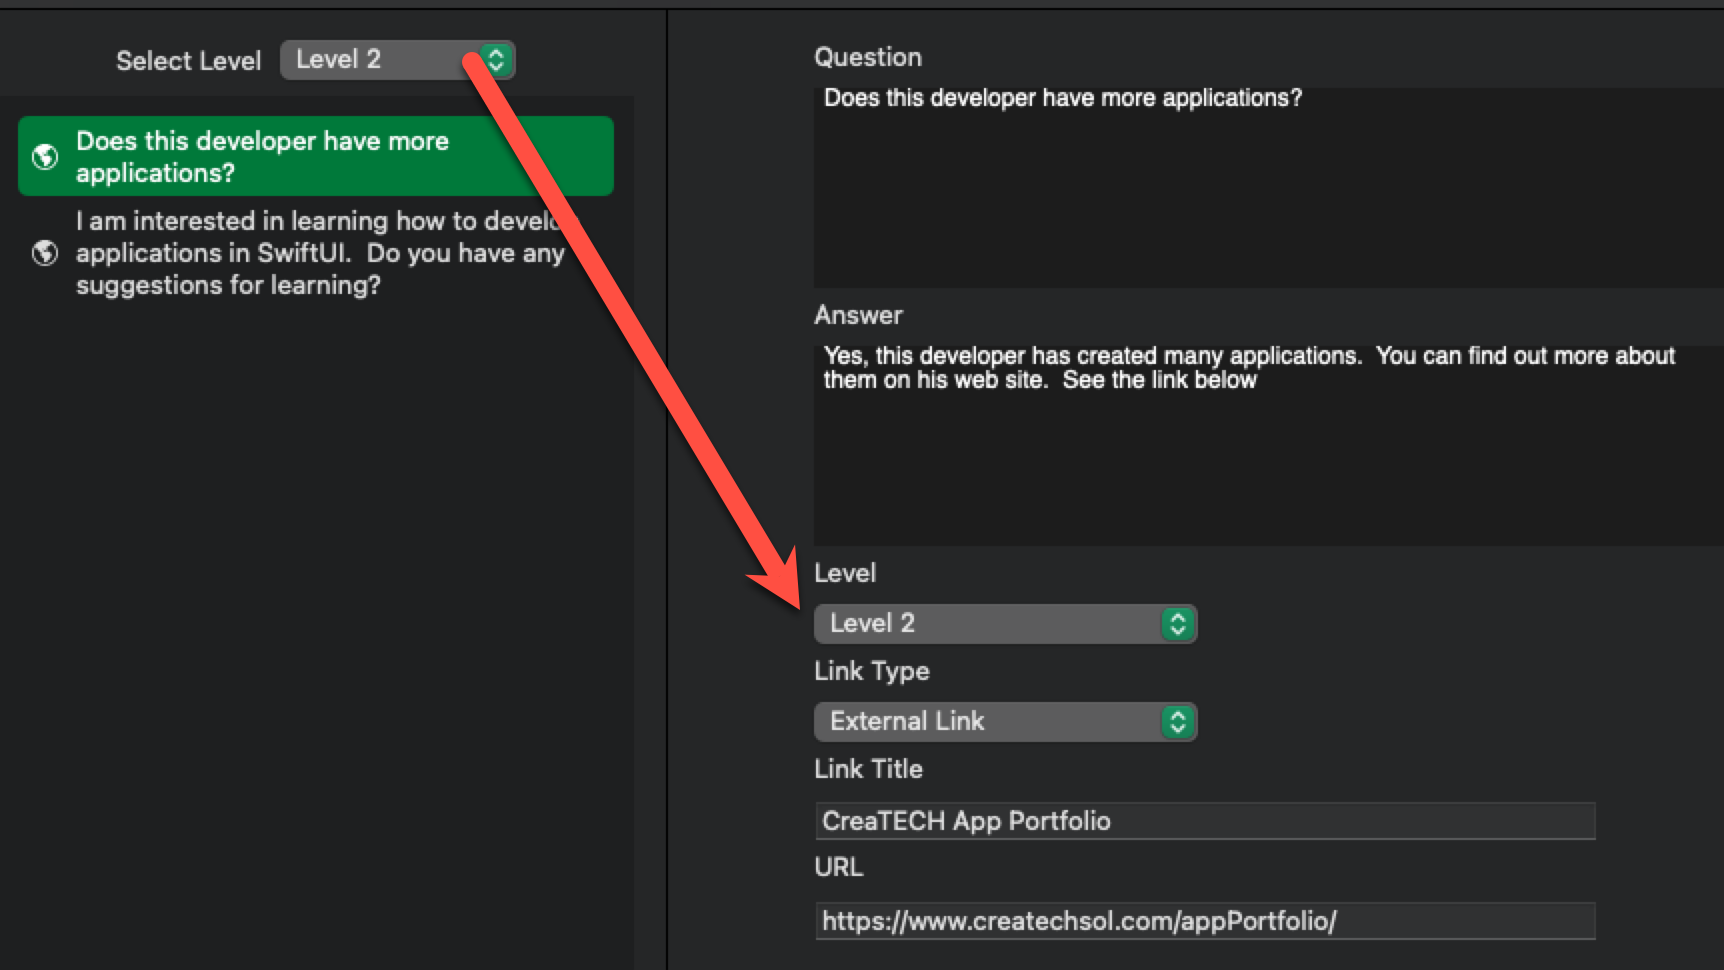 Select Level
Level 2
Does this developer have more
applications?
I am interested in learning how to develo
applications in SwiftUI.  Do you have any
suggestions for learning?
Question
Does this developer have more applications?
Answer
Yes, this developer has created many applications.  You can find out more about
them on his web site.  See the link below
Level
Level 2
Link Type
External Link
Link Title
CreaTECH App Portfolio
URL
https://www.createchsol.com/appPortfolio/